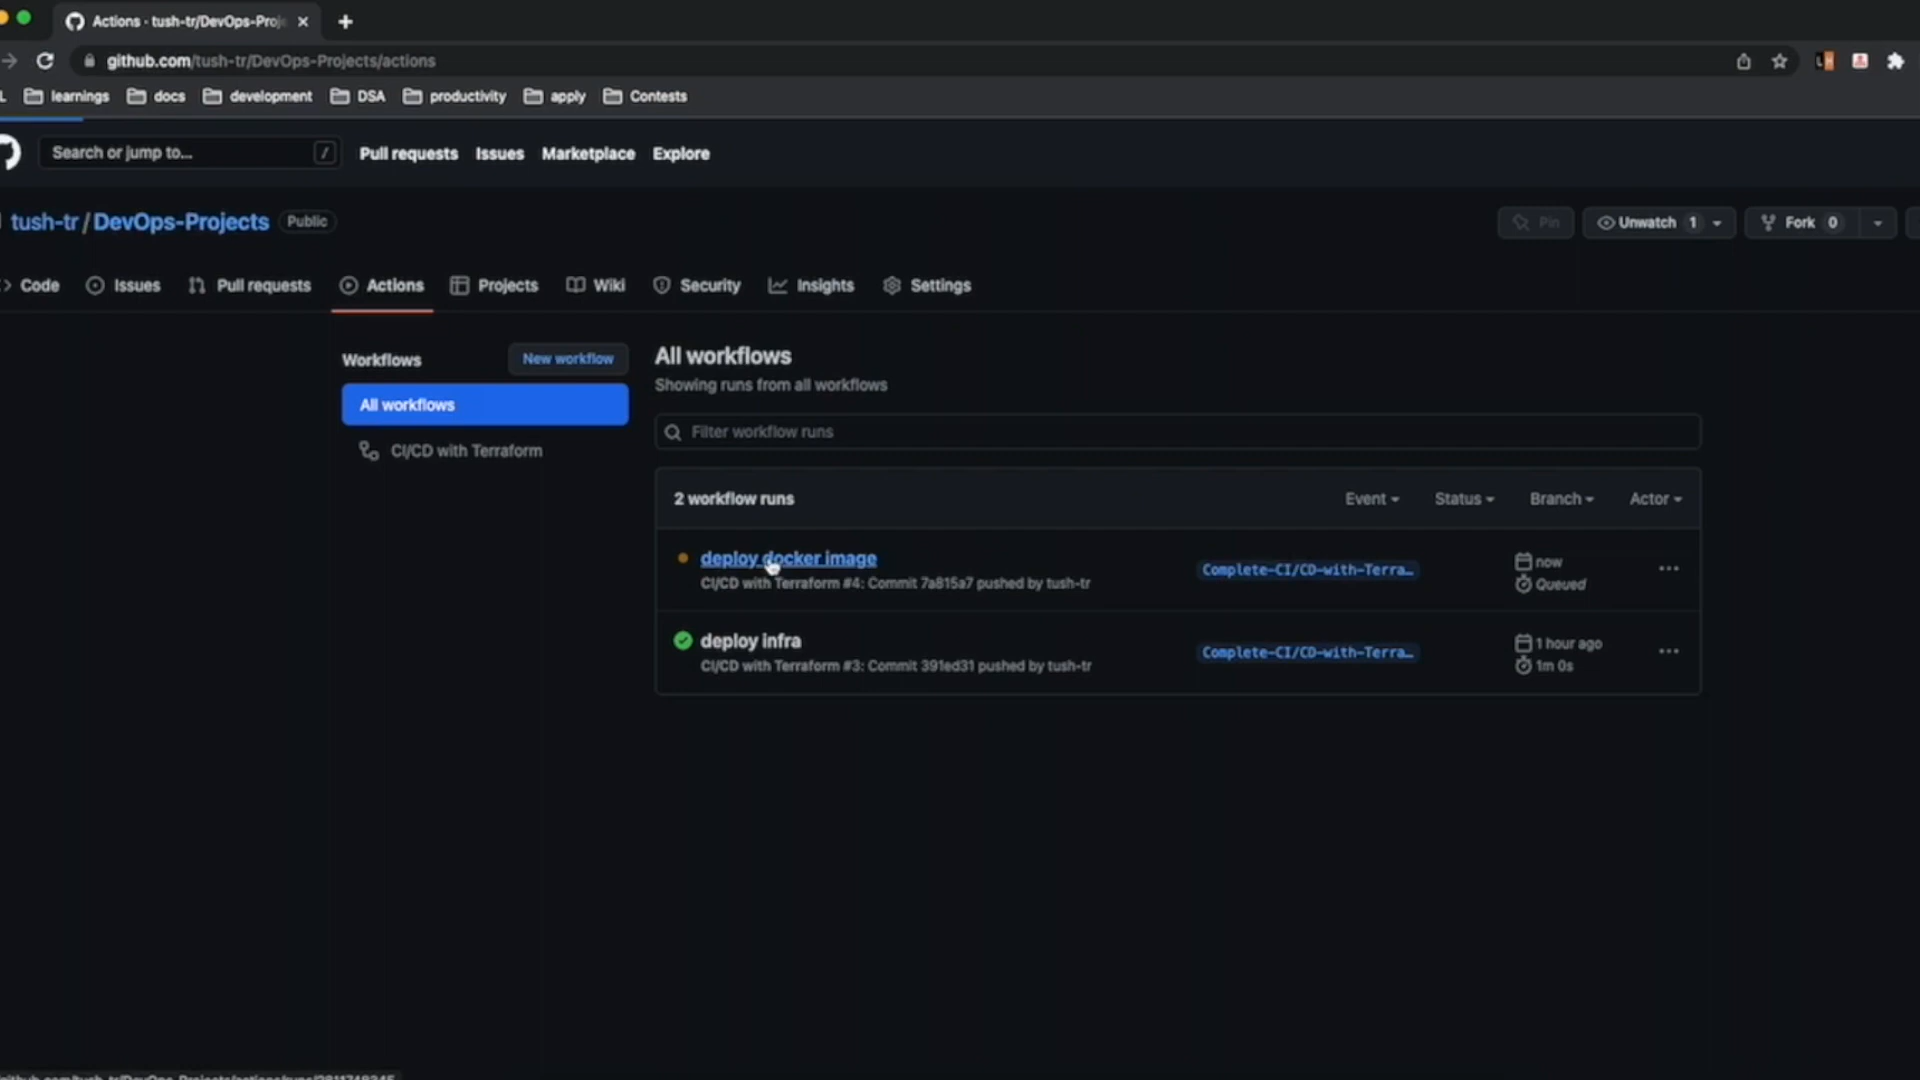 Actions · tush-tr/DevOps-Proj
github.com/tush-tr/DevOps-Projects/actions
learnings docs development DSA productivity apply Contests
Search or jump to... / Pull requests Issues Marketplace Explore
tush-tr / DevOps-Projects Public Pin Unwatch 1 Fork 0
Code Issues Pull requests Actions Projects Wiki Security Insights Settings
Workflows New workflow
All workflows
CI/CD with Terraform
All workflows
Showing runs from all workflows
Filter workflow runs
2 workflow runs Event Status Branch Actor
deploy docker image
CI/CD with Terraform #4: Commit 7a815a7 pushed by tush-tr
Complete-CI/CD-with-Terra…
now
Queued
deploy infra
CI/CD with Terraform #3: Commit 391ed31 pushed by tush-tr
Complete-CI/CD-with-Terra…
1 hour ago
1m 0s